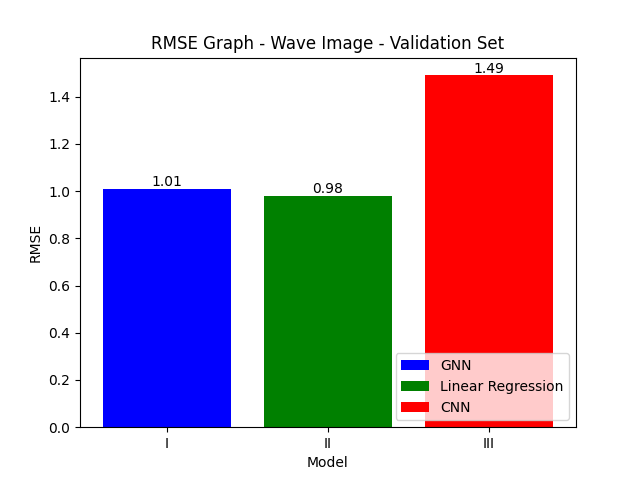 RMSE Graph - Wave Image - Validation Set
1.49
1.4
1.2
1.01
0.98
1.0
0.8
RMSE
0.6
0.4
GNN
Linear Regression
CNN
0.2
0.0
I
II
III
Model